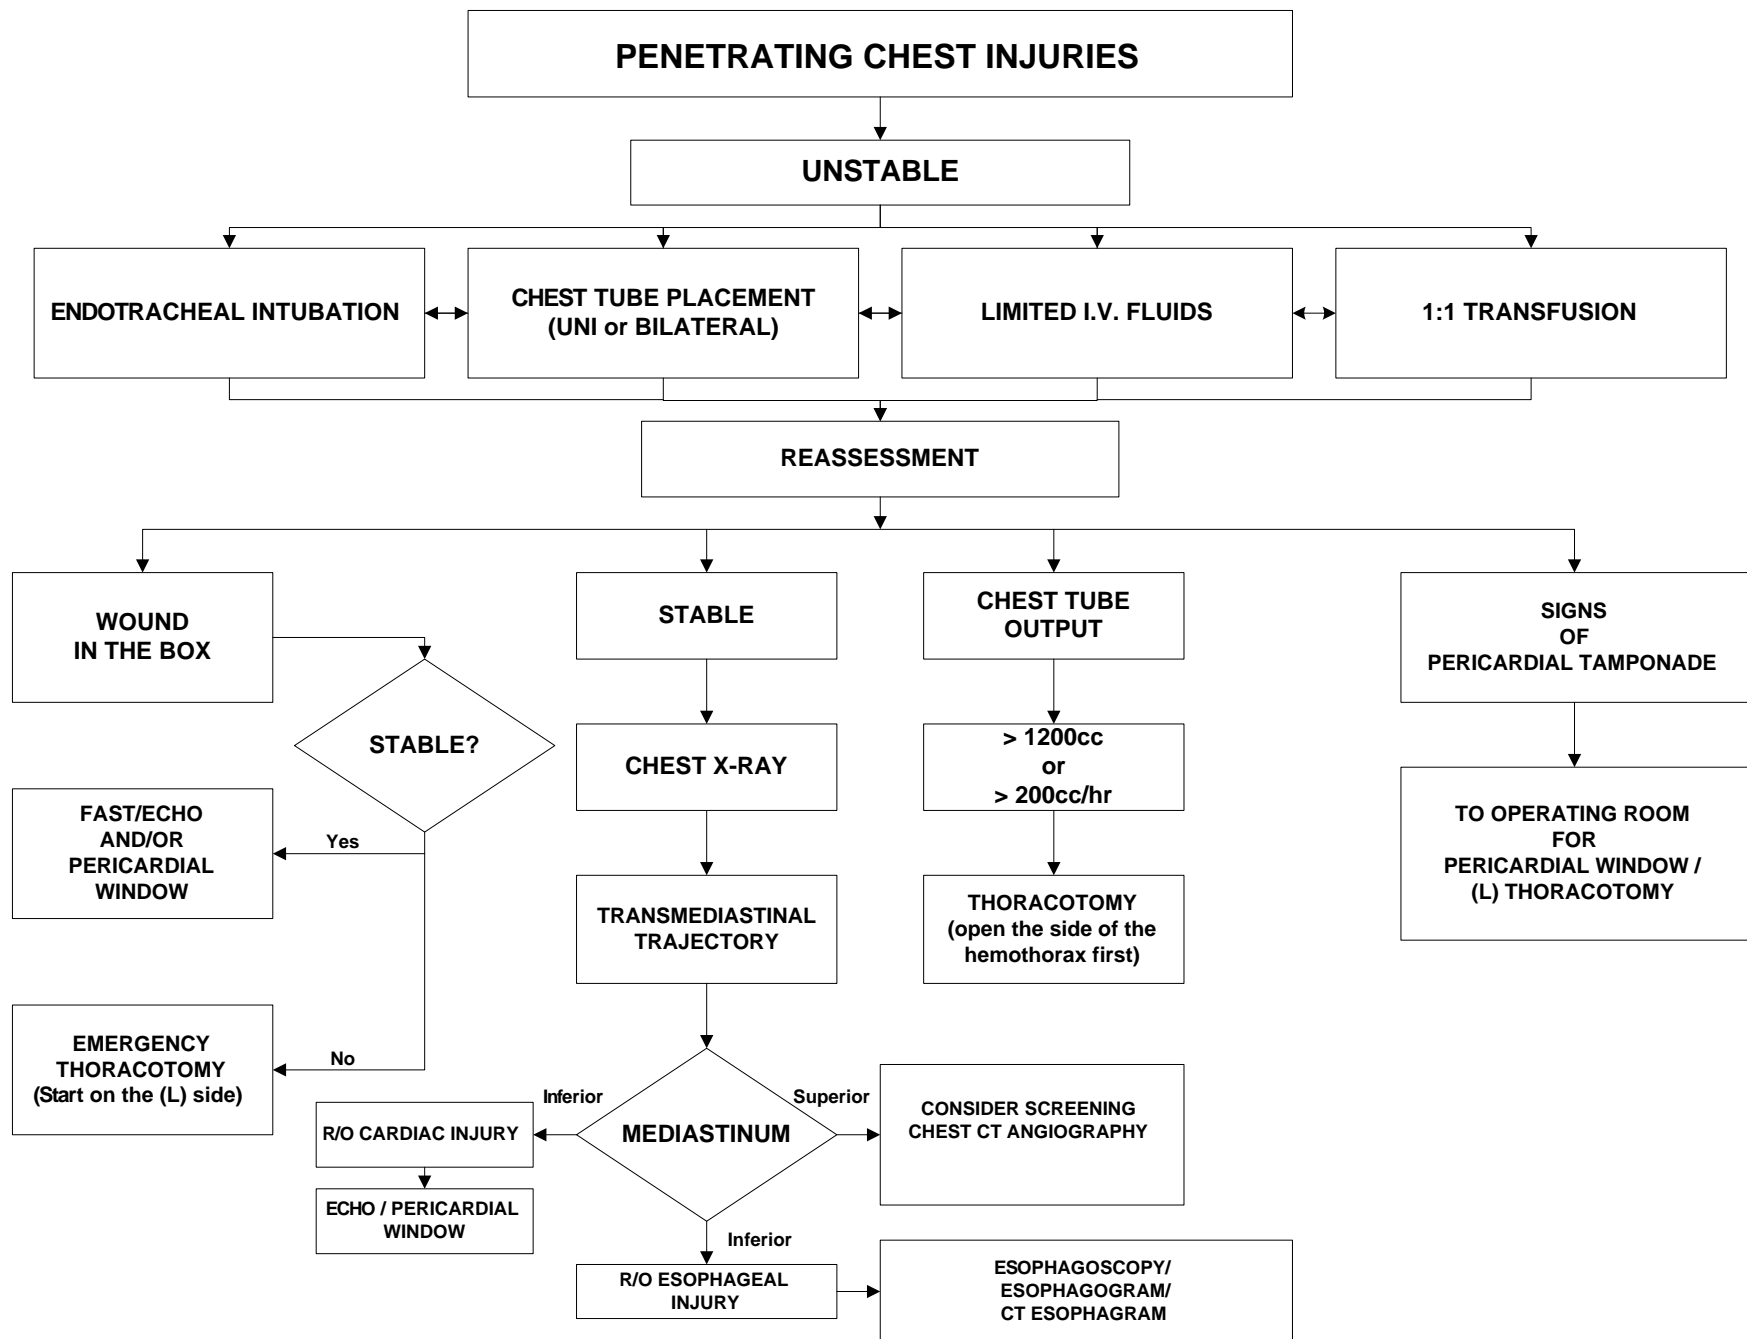 PENETRATING CHEST INJURIES
UNSTABLE
ENDOTRACHEAL INTUBATION
CHEST TUBE PLACEMENT
(UNI or BILATERAL)
LIMITED I.V. FLUIDS
1:1 TRANSFUSION
REASSESSMENT
WOUND
IN THE BOX
STABLE?
Yes
FAST/ECHO
AND/OR
PERICARDIAL
WINDOW
No
EMERGENCY
THORACOTOMY
(Start on the (L) side)
STABLE
CHEST X-RAY
TRANSMEDIASTINAL
TRAJECTORY
MEDIASTINUM
Inferior
R/O CARDIAC INJURY
ECHO / PERICARDIAL
WINDOW
Superior
CONSIDER SCREENING
CHEST CT ANGIOGRAPHY
Inferior
R/O ESOPHAGEAL
INJURY
ESOPHAGOSCOPY/
ESOPHAGOGRAM/
CT ESOPHAGRAM
CHEST TUBE
OUTPUT
> 1200cc
or
> 200cc/hr
THORACOTOMY
(open the side of the
hemothorax first)
SIGNS
OF
PERICARDIAL TAMPONADE
TO OPERATING ROOM
FOR
PERICARDIAL WINDOW /
(L) THORACOTOMY